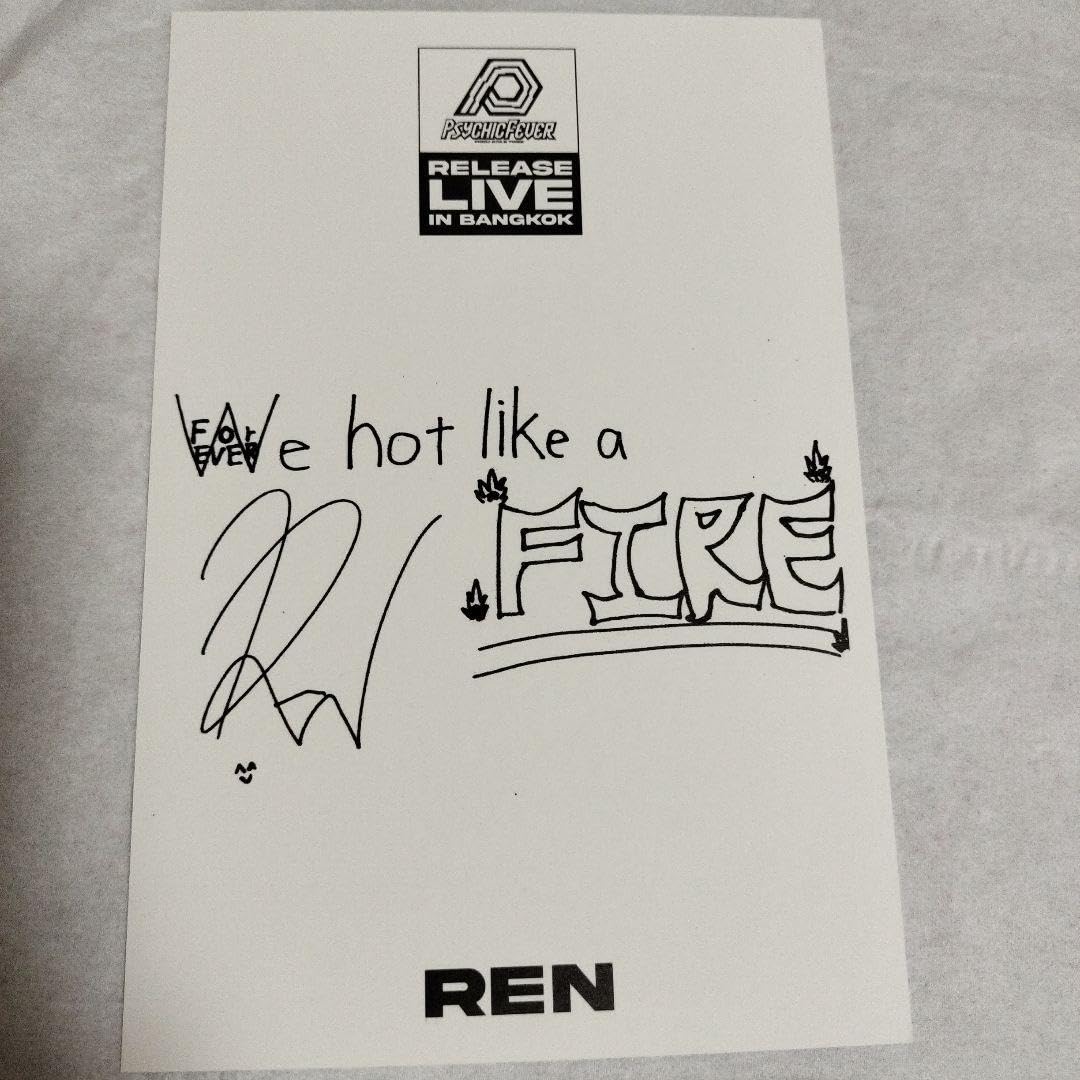 PSYCHICFEVER
RELEASE
LIVE
IN BANGKOK
We hot like a
FOr
EVER
FIRE
REN